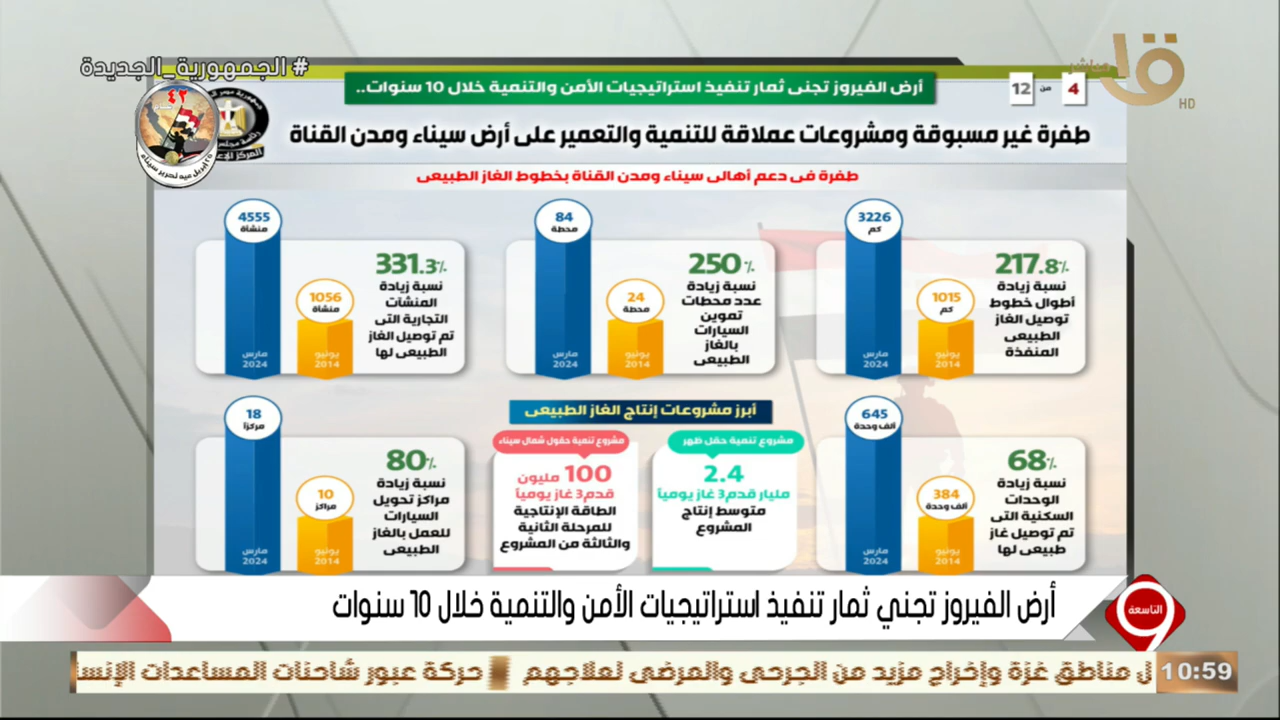 #الجمهورية_الجديدة
مباشر
HD
4 من 12
أرض الفيروز تجنى ثمار تنفيذ استراتيجيات الأمن والتنمية خلال 10 سنوات..
طفرة غير مسبوقة ومشروعات عملاقة للتنمية والتعمير على أرض سيناء ومدن القناة
طفرة فى دعم أهالى سيناء ومدن القناة بخطوط الغاز الطبيعى
3226
كم
1015
كم
217.8%
نسبة زيادة
أطوال خطوط
توصيل الغاز
الطبيعى
المنفذة
مارس
2024
يونيو
2014
84
محطة
24
محطة
250%
نسبة زيادة
عدد محطات
تموين
السيارات
بالغاز
الطبيعى
مارس
2024
يونيو
2014
4555
منشأة
1056
منشأة
331.3%
نسبة زيادة
المنشآت
التجارية التى
تم توصيل الغاز
الطبيعى لها
مارس
2024
يونيو
2014
645
ألف وحدة
384
ألف وحدة
68%
نسبة زيادة
الوحدات
السكنية التى
تم توصيل غاز
طبيعى لها
مارس
2024
يونيو
2014
أبرز مشروعات إنتاج الغاز الطبيعى
مشروع تنمية حقل ظهر
2.4
مليار قدم3 غاز يومياً
متوسط إنتاج
المشروع
مشروع تنمية حقول شمال سيناء
100 مليون
قدم3 غاز يومياً
الطاقة الإنتاجية
للمرحلة الثانية
والثالثة من المشروع
18
مركزاً
10
مراكز
80%
نسبة زيادة
مراكز تحويل
السيارات
للعمل بالغاز
الطبيعى
مارس
2024
يونيو
2014
التاسعة
9
أرض الفيروز تجني ثمار تنفيذ استراتيجيات الأمن والتنمية خلال 10 سنوات
10:59
ل مناطق غزة وإخراج مزيد من الجرحى والمرضى لعلاجهم حركة عبور شاحنات المساعدات الإنس